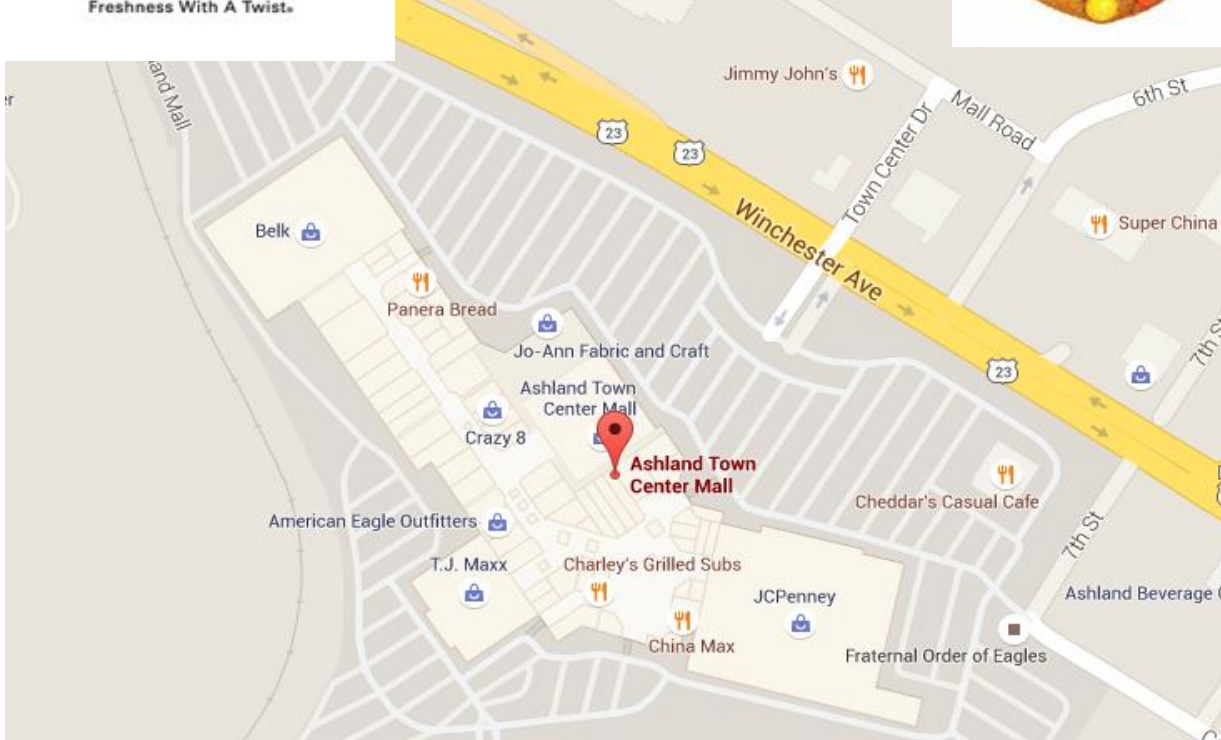 Freshness With A Twist.
Jimmy John's
Mall Road
6th St
Town Center Dr
23
23
Super China
Winchester Ave
Belk
Panera Bread
Jo-Ann Fabric and Craft
7th St
23
Ashland Town
Center Mall
Crazy 8
Ashland Town
Center Mall
Cheddar's Casual Cafe
American Eagle Outfitters
T.J. Maxx
Charley's Grilled Subs
7th St
JCPenney
Ashland Beverage
China Max
Fraternal Order of Eagles